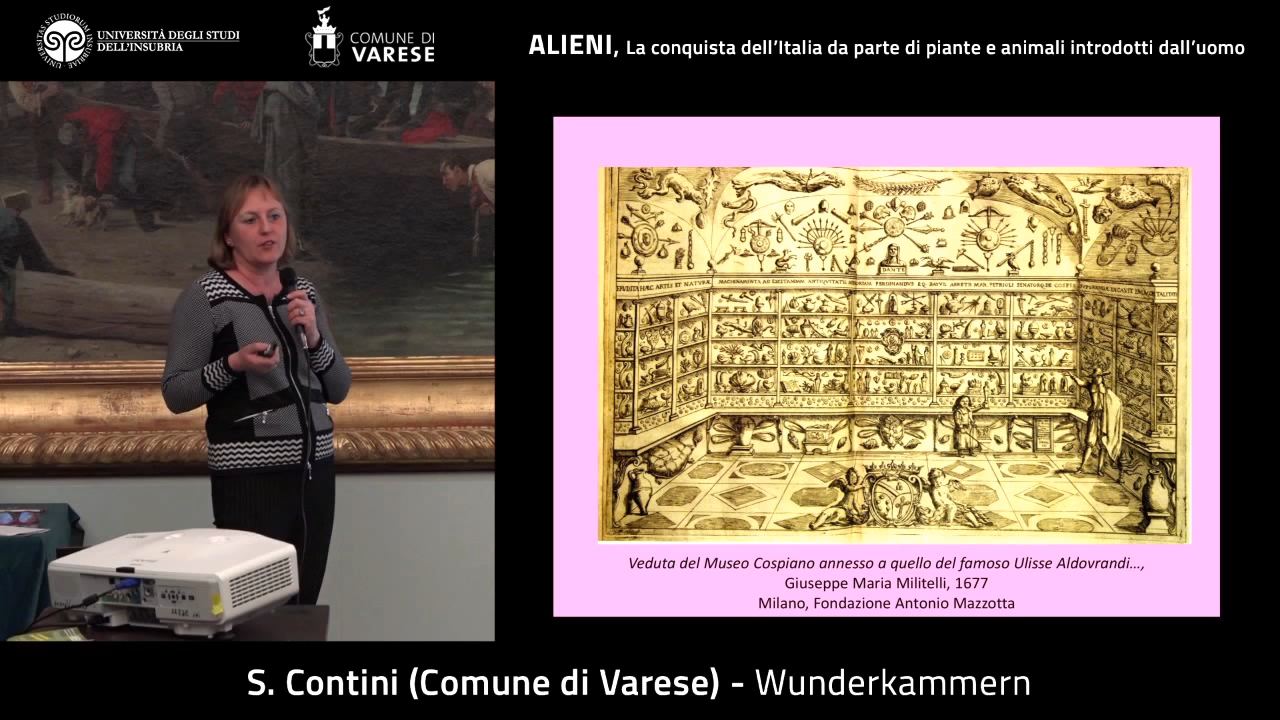 UNIVERSITÀ DEGLI STUDI
DELL'INSUBRIA
COMUNE DI
VARESE
ALIENI, La conquista dell'Italia da parte di piante e animali introdotti dall'uomo
DANTE
Veduta del Museo Cospiano annesso a quello del famoso Ulisse Aldovrandi...,
Giuseppe Maria Militelli, 1677
Milano, Fondazione Antonio Mazzotta
S. Contini (Comune di Varese) - Wunderkammern